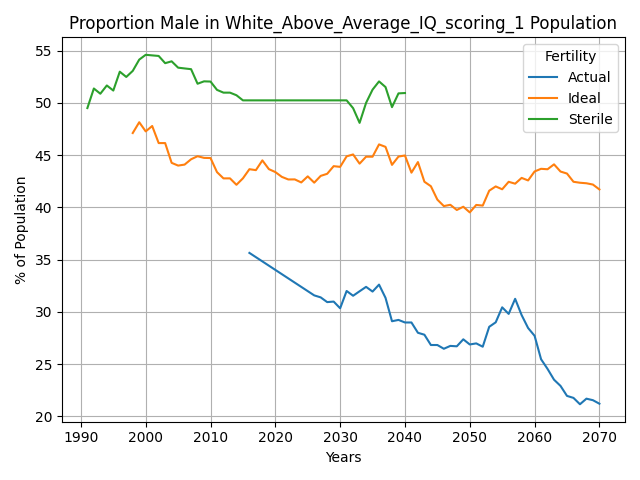 Proportion Male in White_Above_Average_IQ_scoring_1 Population
% of Population
55
50
45
40
35
30
25
20
Fertility
Actual
Ideal
Sterile
1990 2000 2010 2020 2030 2040 2050 2060 2070
Years